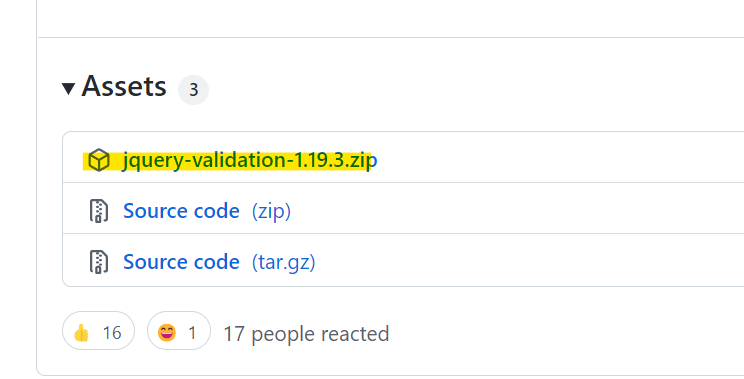 Assets 3
jquery-validation-1.19.3.zip
Source code (zip)
Source code (tar.gz)
16 1 17 people reacted